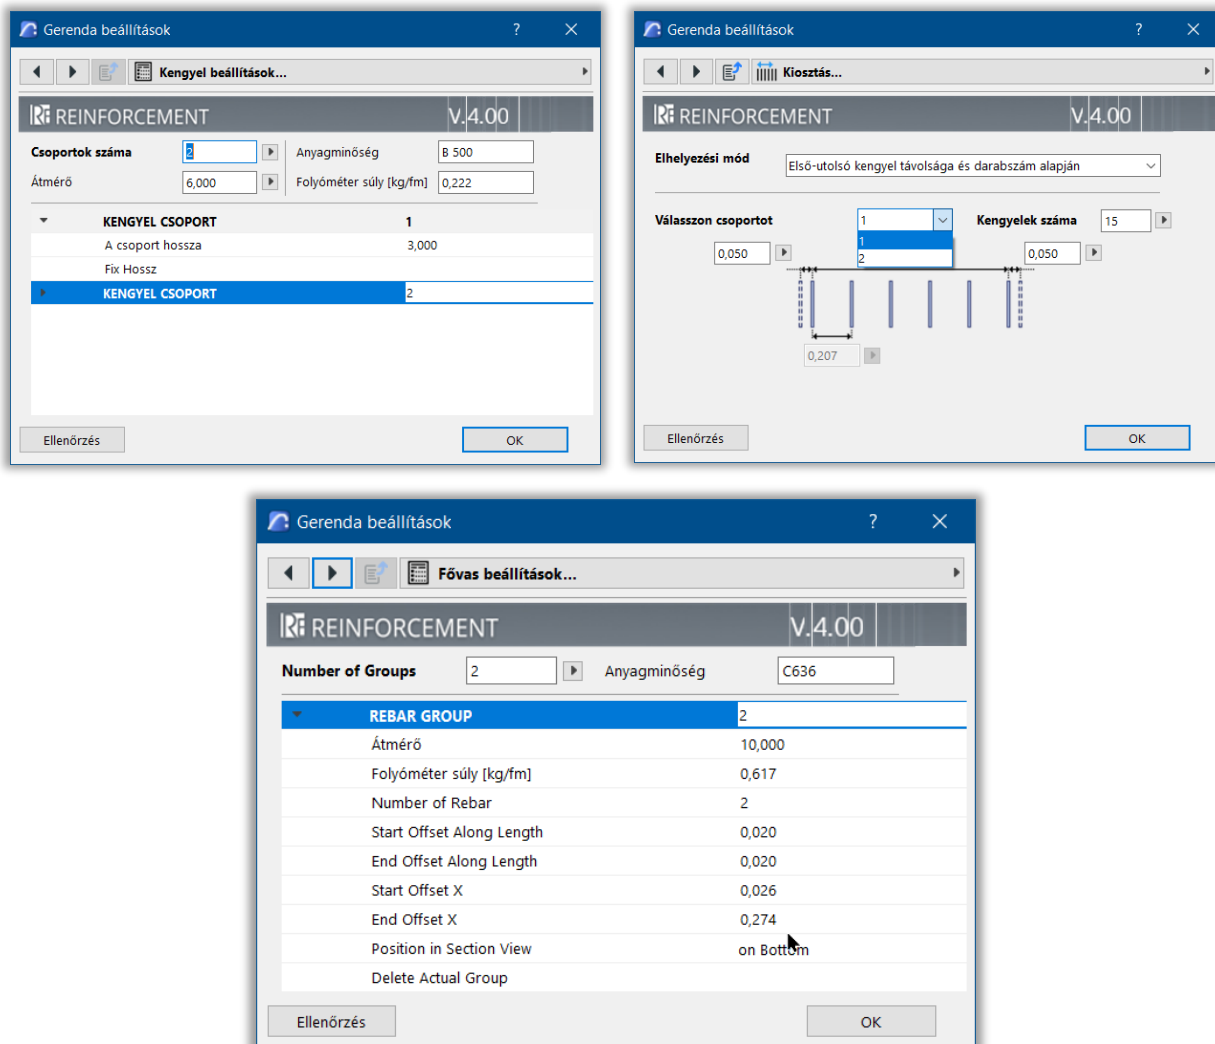 Gerenda beállítások
?
Kengyel beállítások...
REINFORCEMENT V.4.00
Csoportok száma 2 Anyagminőség B 500
Átmérő 6,000 Folyóméter súly [kg/fm] 0,222
KENGYEL CSOPORT 1
A csoport hossza 3,000
Fix Hossz
KENGYEL CSOPORT 2
Ellenőrzés OK
Gerenda beállítások
?
Kiosztás...
REINFORCEMENT V.4.00
Elhelyezési mód Első-utolsó kengyel távolsága és darabszám alapján
Válasszon csoportot 1 Kengyelek száma 15
1
0,050 0,050
2
0,207
Ellenőrzés OK
Gerenda beállítások
?
Fővas beállítások...
REINFORCEMENT V.4.00
Number of Groups 2 Anyagminőség C636
REBAR GROUP 2
Átmérő 10,000
Folyóméter súly [kg/fm] 0,617
Number of Rebar 2
Start Offset Along Length 0,020
End Offset Along Length 0,020
Start Offset X 0,026
End Offset X 0,274
Position in Section View on Bottom
Delete Actual Group
Ellenőrzés OK